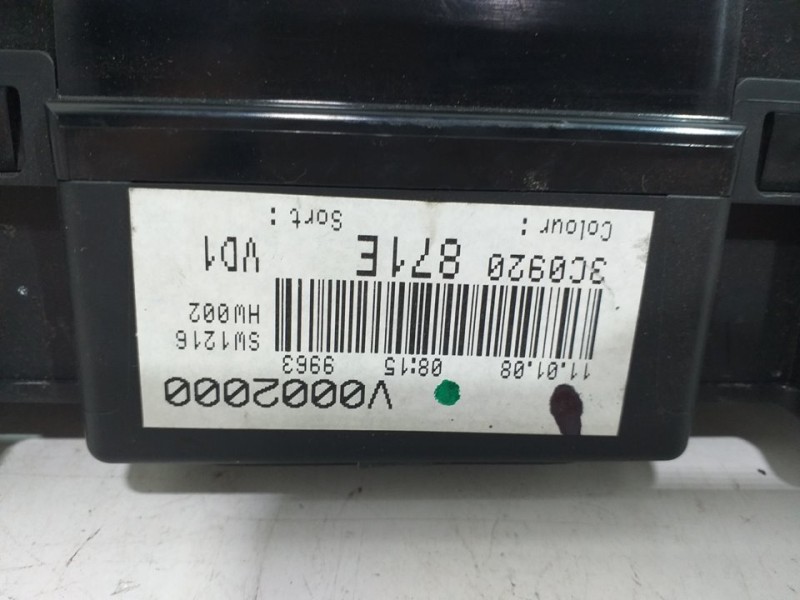 V0002000
11.01.08 08:15 9963
SW1216
HW002
3C0920 871E VD1
Colour: Sort: